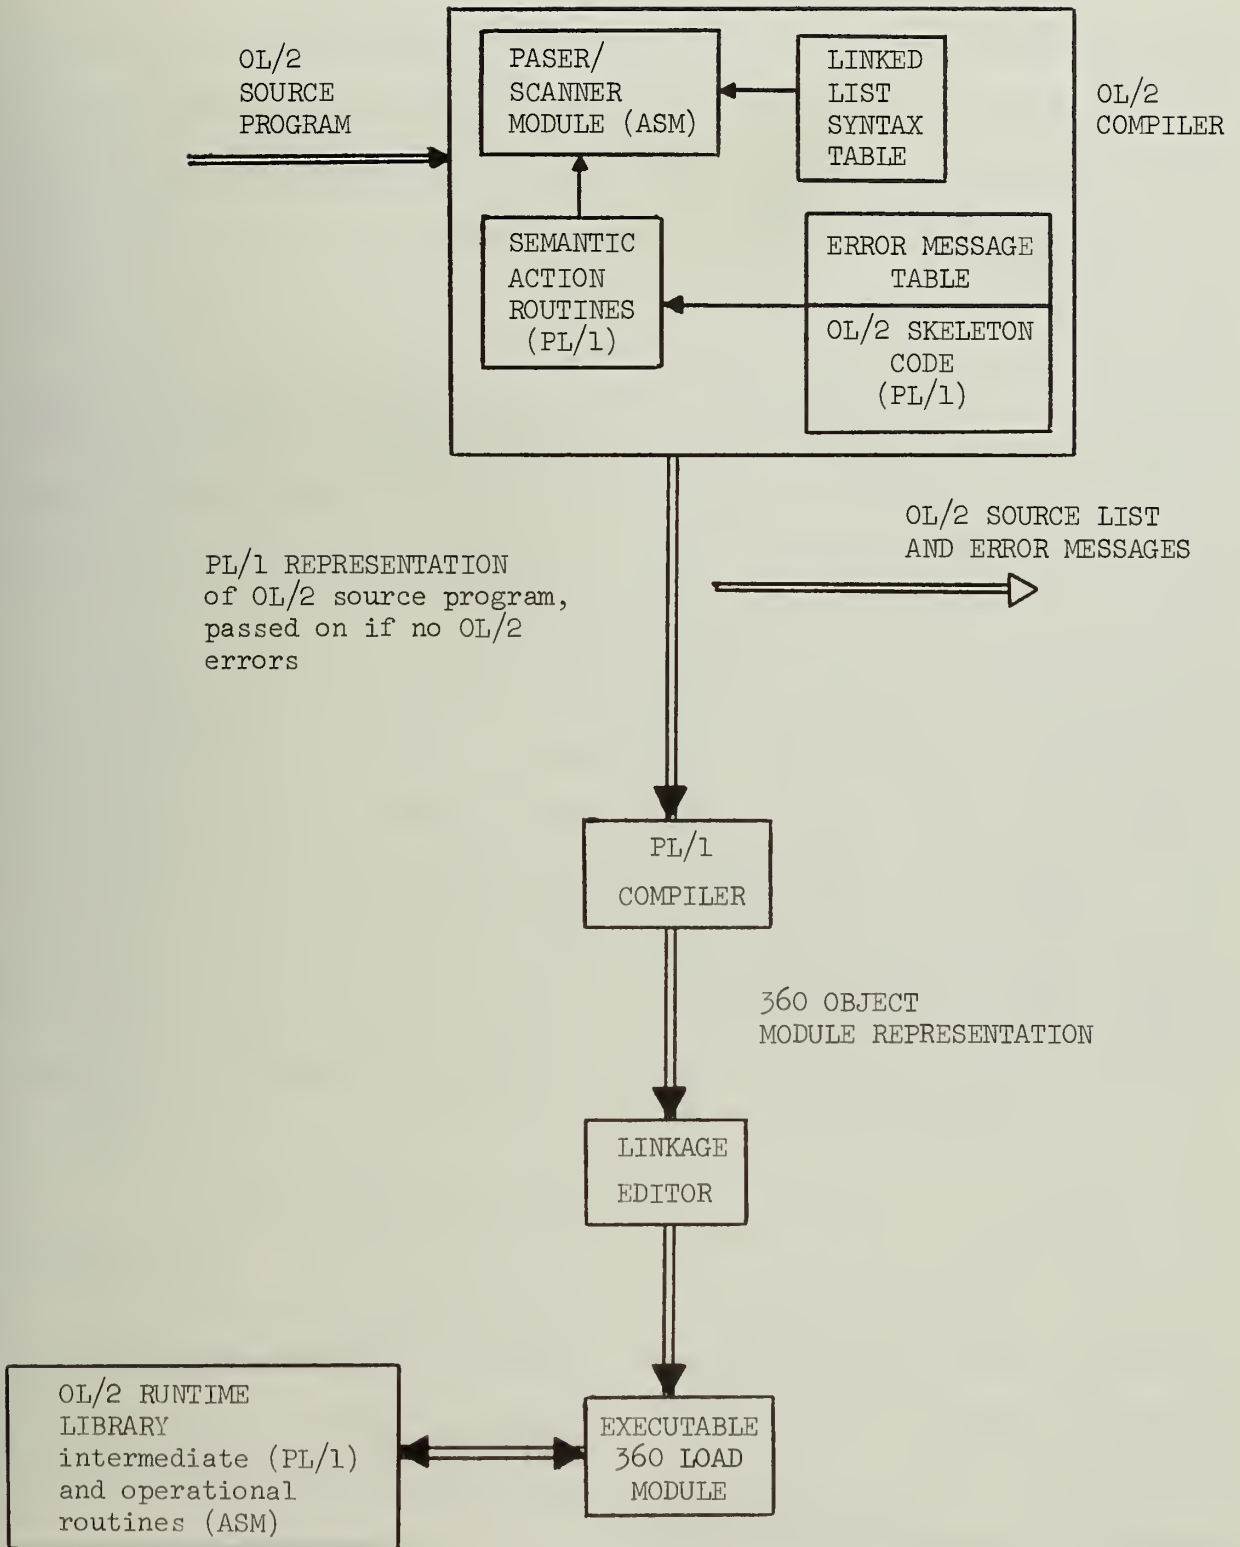 OL/2
SOURCE
PROGRAM
PASER/
SCANNER
MODULE (ASM)
LINKED
LIST
SYNTAX
TABLE
OL/2
COMPILER
SEMANTIC
ACTION
ROUTINES
(PL/1)
ERROR MESSAGE
TABLE
OL/2 SKELETON
CODE
(PL/1)
OL/2 SOURCE LIST
AND ERROR MESSAGES
PL/1 REPRESENTATION
of OL/2 source program,
passed on if no OL/2
errors
PL/1
COMPILER
360 OBJECT
MODULE REPRESENTATION
LINKAGE
EDITOR
OL/2 RUNTIME
LIBRARY
intermediate (PL/1)
and operational
routines (ASM)
EXECUTABLE
360 LOAD
MODULE